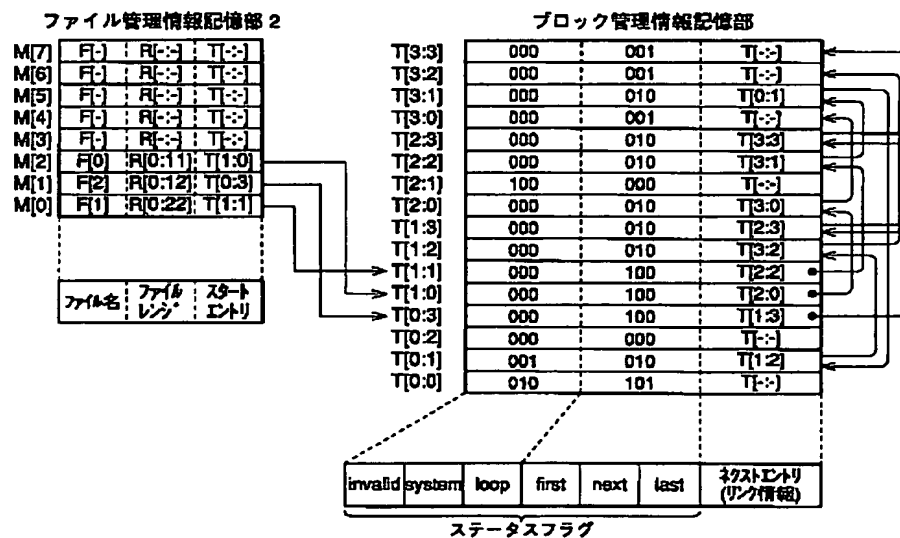 ファイル管理情報記憶部 2
ブロック管理情報記憶部
M[7] F[-] R[-:-] T[-:-]
M[6] F[-] R[-:-] T[-:-]
M[5] F[-] R[-:-] T[-:-]
M[4] F[-] R[-:-] T[-:-]
M[3] F[-] R[-:-] T[-:-]
M[2] F[0] R[0:11] T[1:0]
M[1] F[2] R[0:12] T[0:3]
M[0] F[1] R[0:22] T[1:1]
ファイル名 ファイルレンジ スタートエントリ
T[3:3] 000 001 T[-:-]
T[3:2] 000 001 T[-:-]
T[3:1] 000 010 T[0:1]
T[3:0] 000 001 T[-:-]
T[2:3] 000 010 T[3:3]
T[2:2] 000 010 T[3:1]
T[2:1] 100 000 T[-:-]
T[2:0] 000 010 T[3:0]
T[1:3] 000 010 T[2:3]
T[1:2] 000 010 T[3:2]
T[1:1] 000 100 T[2:2]
T[1:0] 000 100 T[2:0]
T[0:3] 000 100 T[1:3]
T[0:2] 000 000 T[-:-]
T[0:1] 001 010 T[1:2]
T[0:0] 010 101 T[-:-]
invalid system loop first next last ネクストエントリ
(リンク情報)
ステータスフラグ